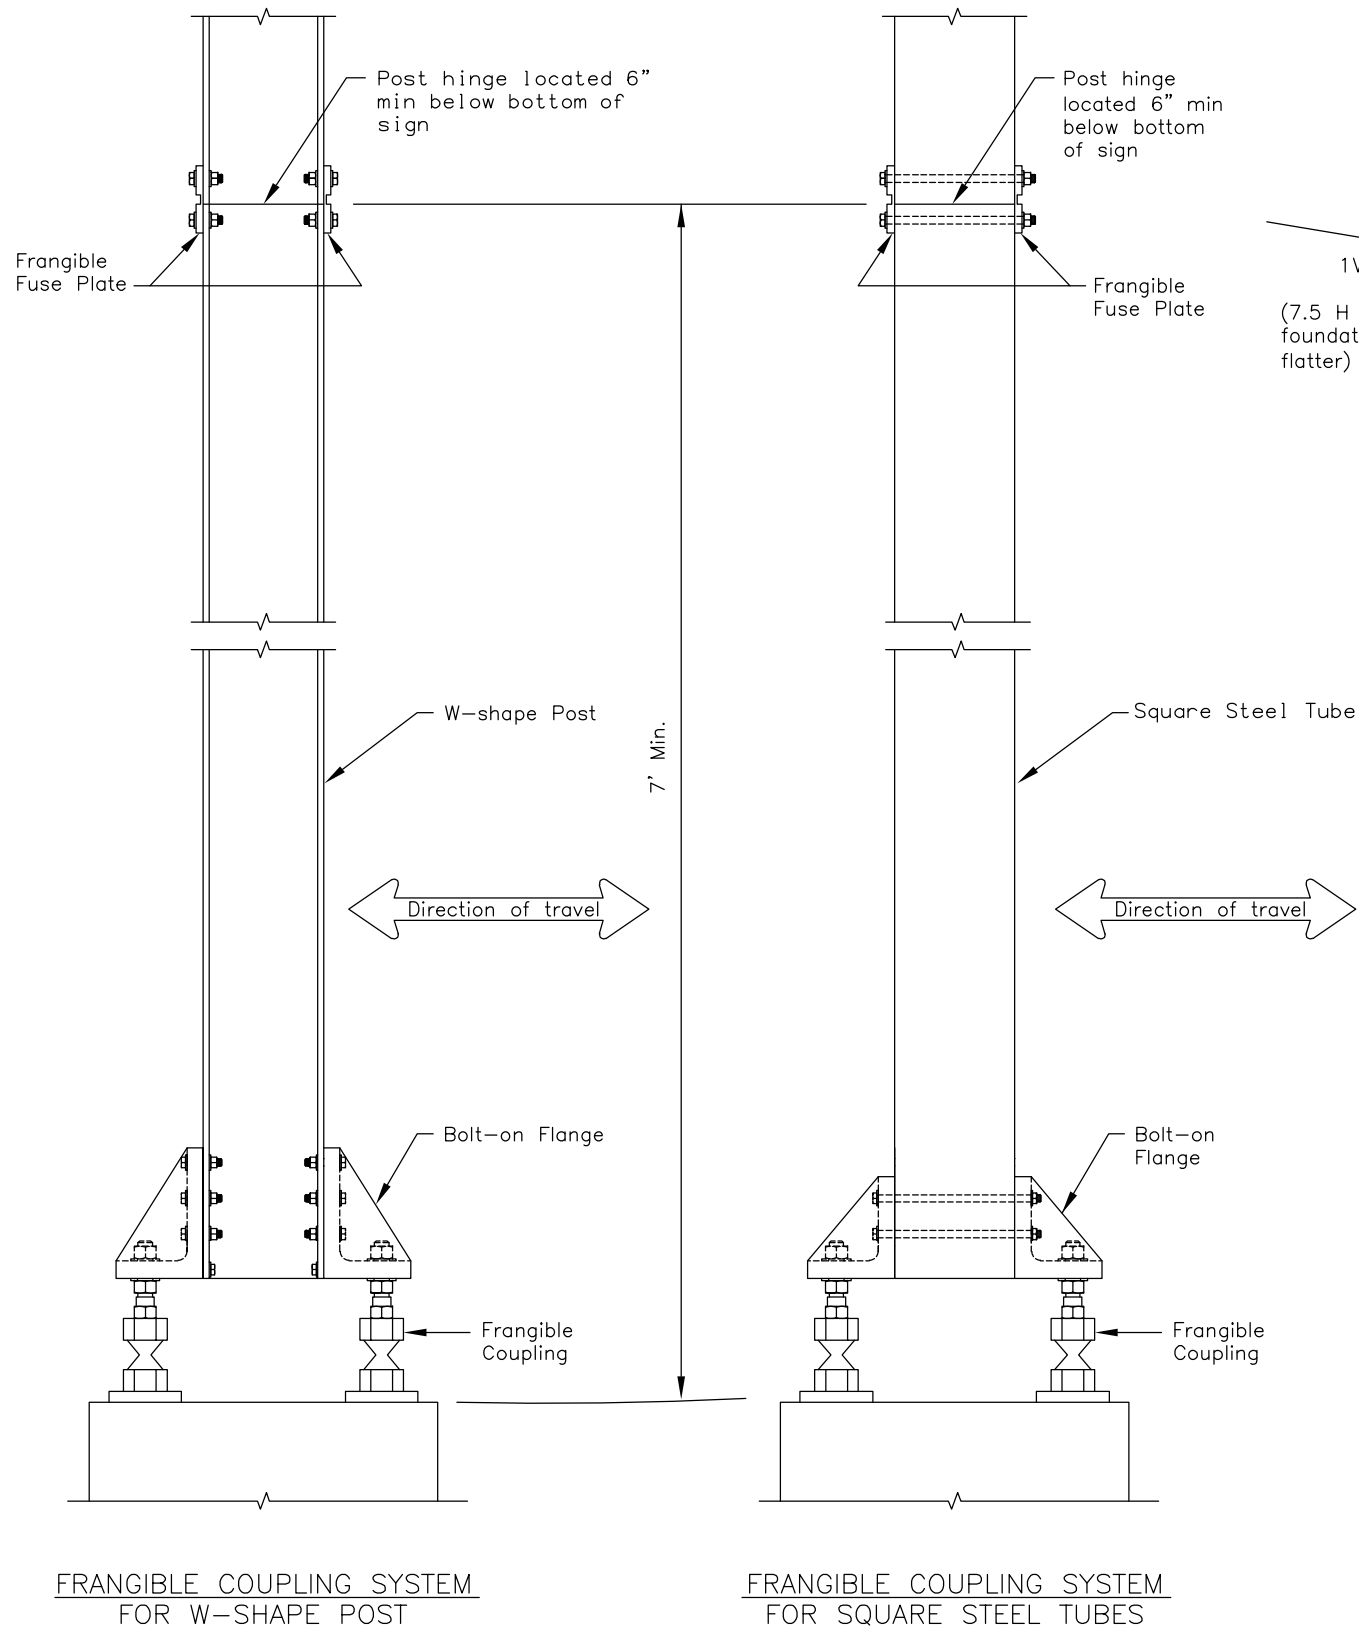 Post hinge located 6"
min below bottom of
sign
Frangible
Fuse Plate
Post hinge
located 6" min
below bottom
of sign
Frangible
Fuse Plate
1V
(7.5 H
foundat
flatter)
W-shape Post
7' Min.
Square Steel Tube
Direction of travel
Direction of travel
Bolt-on Flange
Bolt-on
Flange
Frangible
Coupling
Frangible
Coupling
FRANGIBLE COUPLING SYSTEM
FOR W-SHAPE POST
FRANGIBLE COUPLING SYSTEM
FOR SQUARE STEEL TUBES